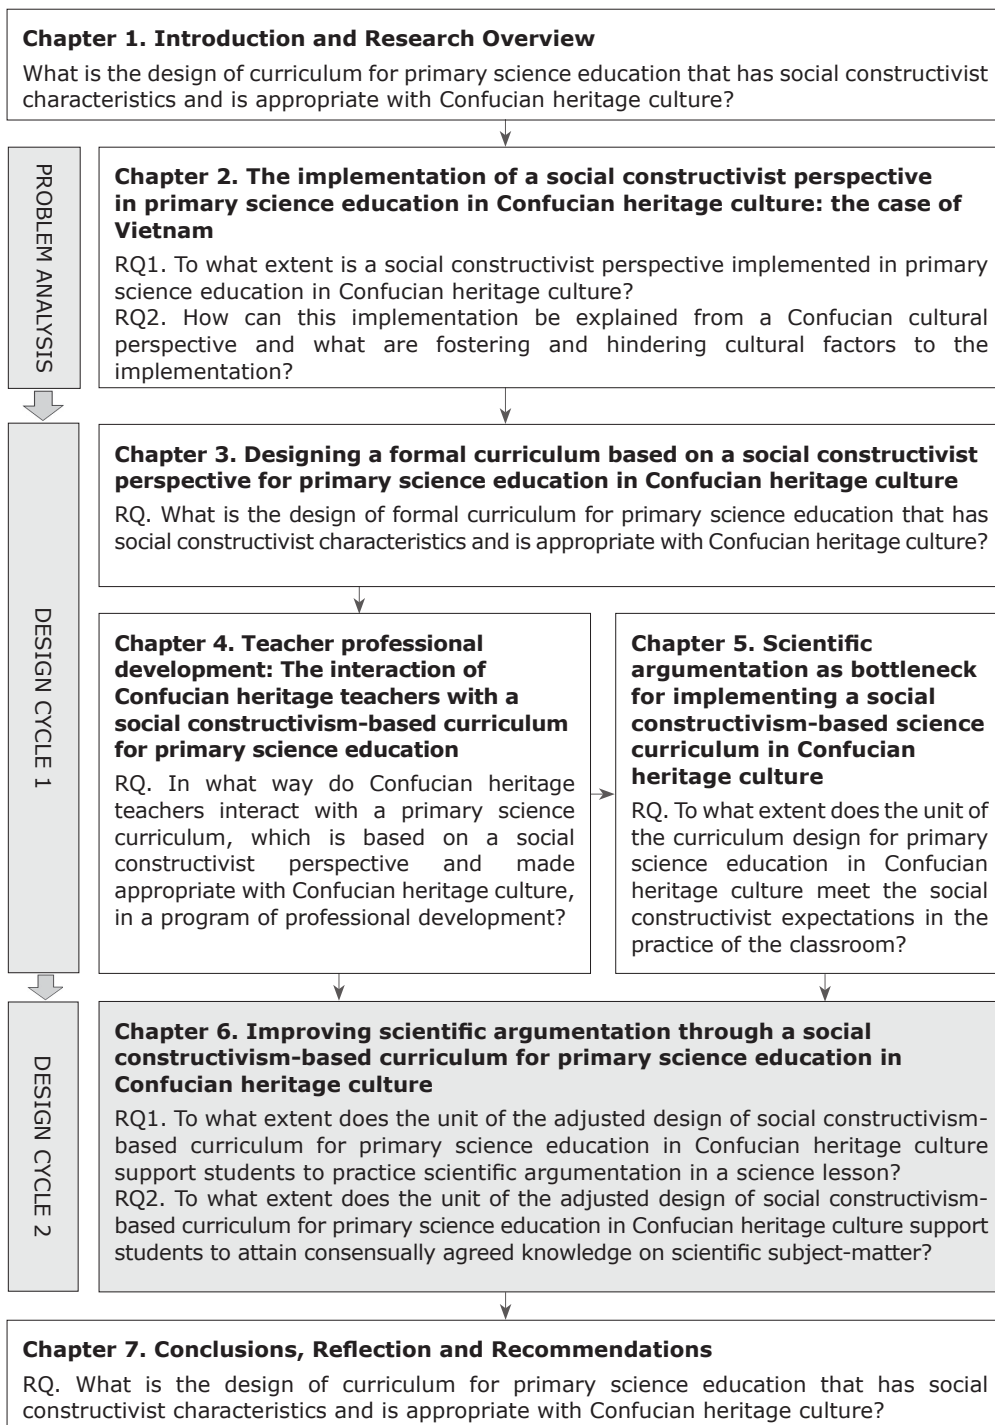 Chapter 1. Introduction and Research Overview
What is the design of curriculum for primary science education that has social constructivist
characteristics and is appropriate with Confucian heritage culture?
PROBLEM ANALYSIS
Chapter 2. The implementation of a social constructivist perspective
in primary science education in Confucian heritage culture: the case of
Vietnam
RQ1. To what extent is a social constructivist perspective implemented in primary
science education in Confucian heritage culture?
RQ2. How can this implementation be explained from a Confucian cultural
perspective and what are fostering and hindering cultural factors to the
implementation?
DESIGN CYCLE 1
Chapter 3. Designing a formal curriculum based on a social constructivist
perspective for primary science education in Confucian heritage culture
RQ. What is the design of formal curriculum for primary science education that has
social constructivist characteristics and is appropriate with Confucian heritage culture?
Chapter 4. Teacher professional
development: The interaction of
Confucian heritage teachers with a
social constructivism-based curriculum
for primary science education
RQ. In what way do Confucian heritage
teachers interact with a primary science
curriculum, which is based on a social
constructivist perspective and made
appropriate with Confucian heritage culture,
in a program of professional development?
Chapter 5. Scientific
argumentation as bottleneck
for implementing a social
constructivism-based science
curriculum in Confucian
heritage culture
RQ. To what extent does the unit of
the curriculum design for primary
science education in Confucian
heritage culture meet the social
constructivist expectations in the
practice of the classroom?
DESIGN CYCLE 2
Chapter 6. Improving scientific argumentation through a social
constructivism-based curriculum for primary science education in
Confucian heritage culture
RQ1. To what extent does the unit of the adjusted design of social constructivism-
based curriculum for primary science education in Confucian heritage culture
support students to practice scientific argumentation in a science lesson?
RQ2. To what extent does the unit of the adjusted design of social constructivism-
based curriculum for primary science education in Confucian heritage culture support
students to attain consensually agreed knowledge on scientific subject-matter?
Chapter 7. Conclusions, Reflection and Recommendations
RQ. What is the design of curriculum for primary science education that has social
constructivist characteristics and is appropriate with Confucian heritage culture?